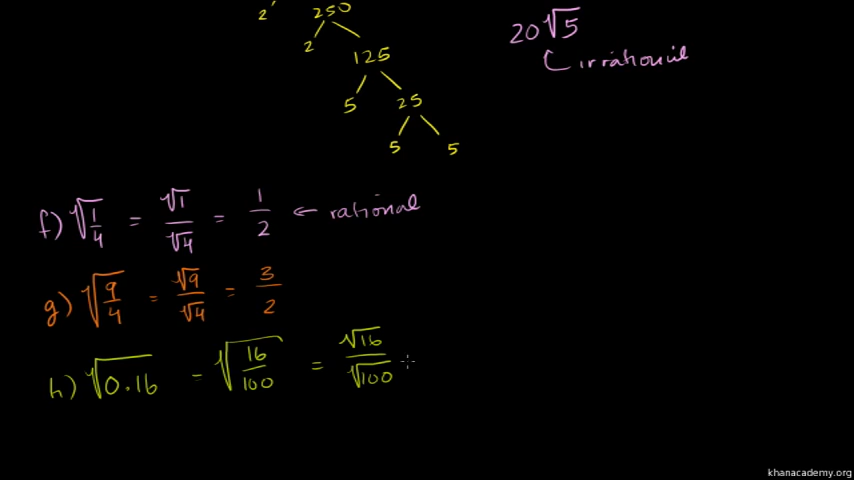 2 250
20√5
2 125
irrational
5 25
5 5
f) √(1/4) = √1/√4 = 1/2 ← rational
g) √(9/4) = √9/√4 = 3/2
h) √0.16 = √(16/100) = √16/√100
khanacademy.org